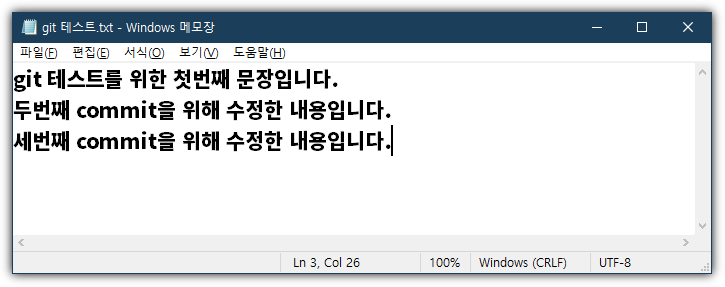 git 테스트.txt - Windows 메모장
파일(F) 편집(E) 서식(O) 보기(V) 도움말(H)
git 테스트를 위한 첫번째 문장입니다.
두번째 commit을 위해 수정한 내용입니다.
세번째 commit을 위해 수정한 내용입니다.
Ln 3, Col 26 100% Windows (CRLF) UTF-8